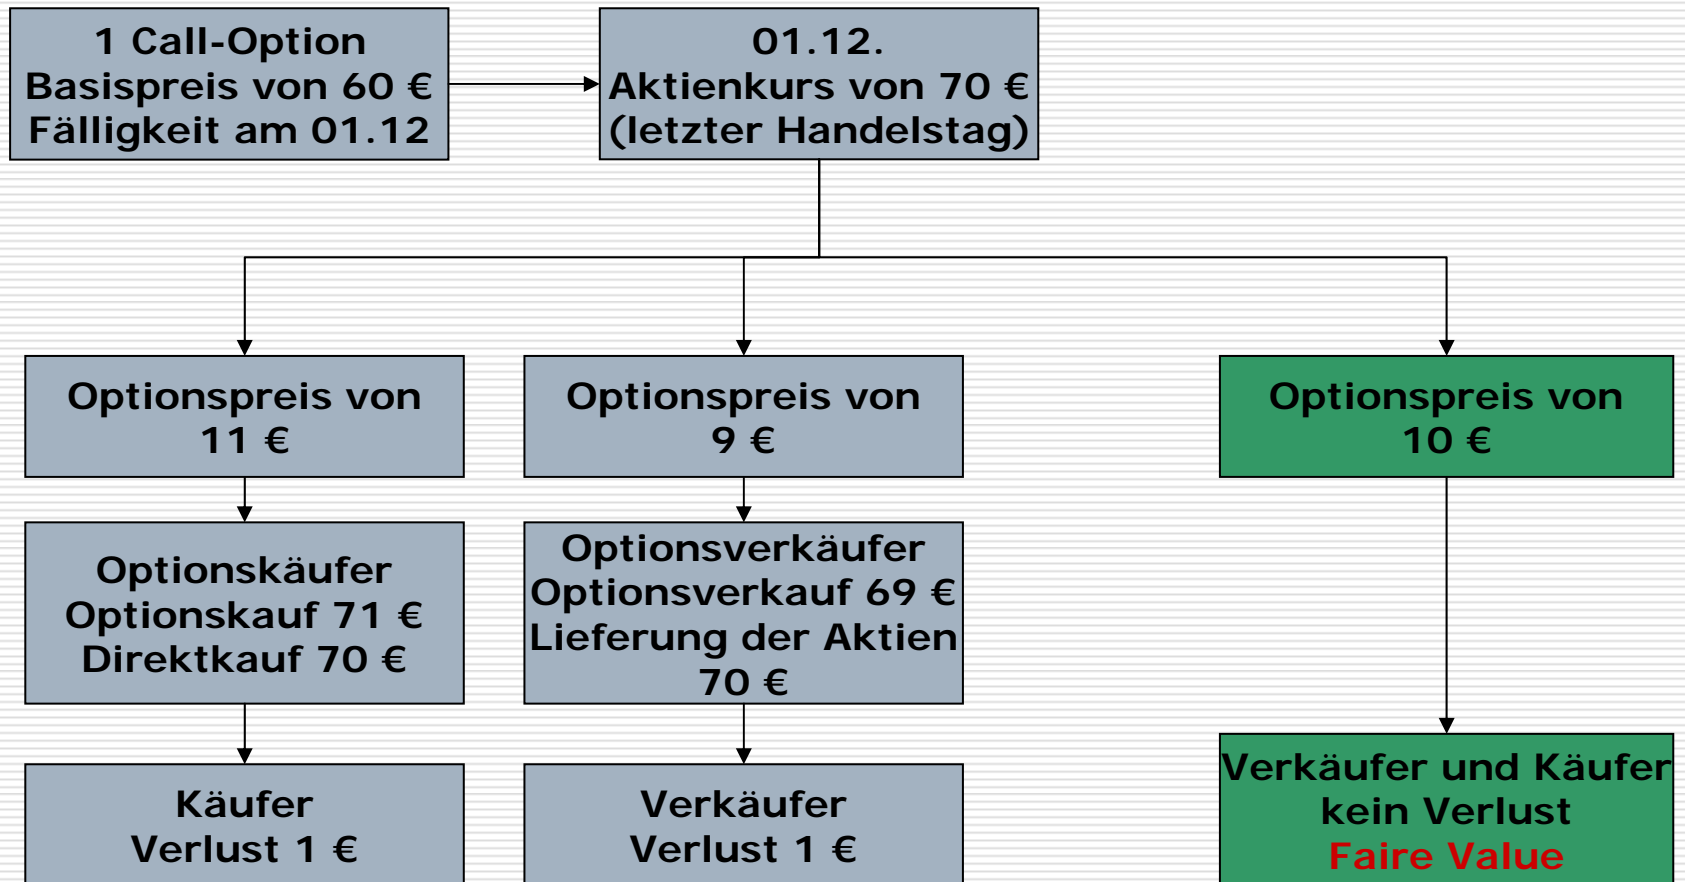 1 Call-Option
Basispreis von 60 €
Fälligkeit am 01.12
01.12.
Aktienkurs von 70 €
(letzter Handelstag)
Optionspreis von
11 €
Optionskäufer
Optionskauf 71 €
Direktkauf 70 €
Käufer
Verlust 1 €
Optionspreis von
9 €
Optionsverkäufer
Optionsverkauf 69 €
Lieferung der Aktien
70 €
Verkäufer
Verlust 1 €
Optionspreis von
10 €
Verkäufer und Käufer
kein Verlust
Faire Value